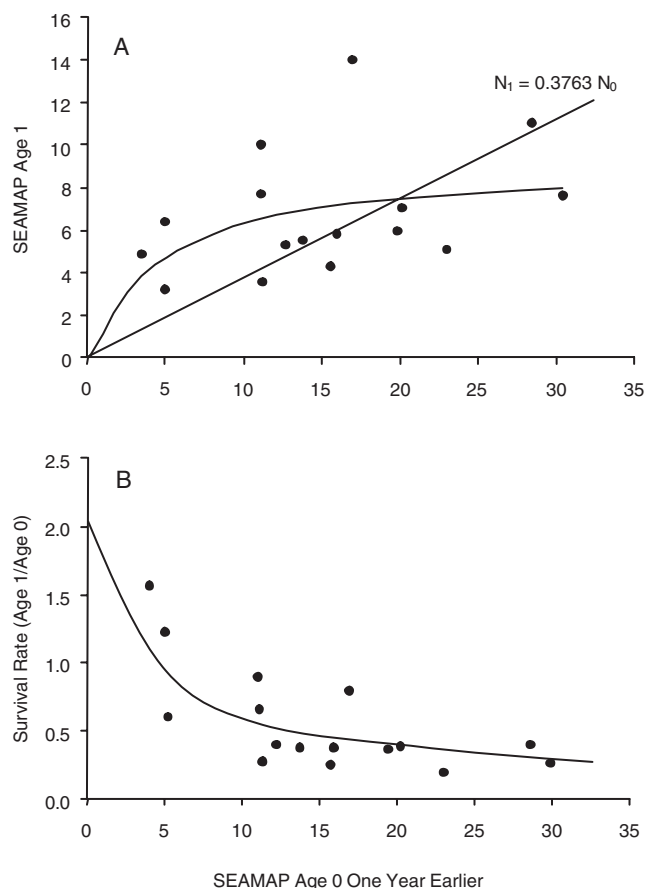 16
A
14
12
10
8
6
4
2
0
SEAMAP Age 1
N₁ = 0.3763 N₀
0 5 10 15 20 25 30 35
2.5
B
2.0
1.5
1.0
0.5
0.0
Survival Rate (Age 1/Age 0)
0 5 10 15 20 25 30 35
SEAMAP Age 0 One Year Earlier